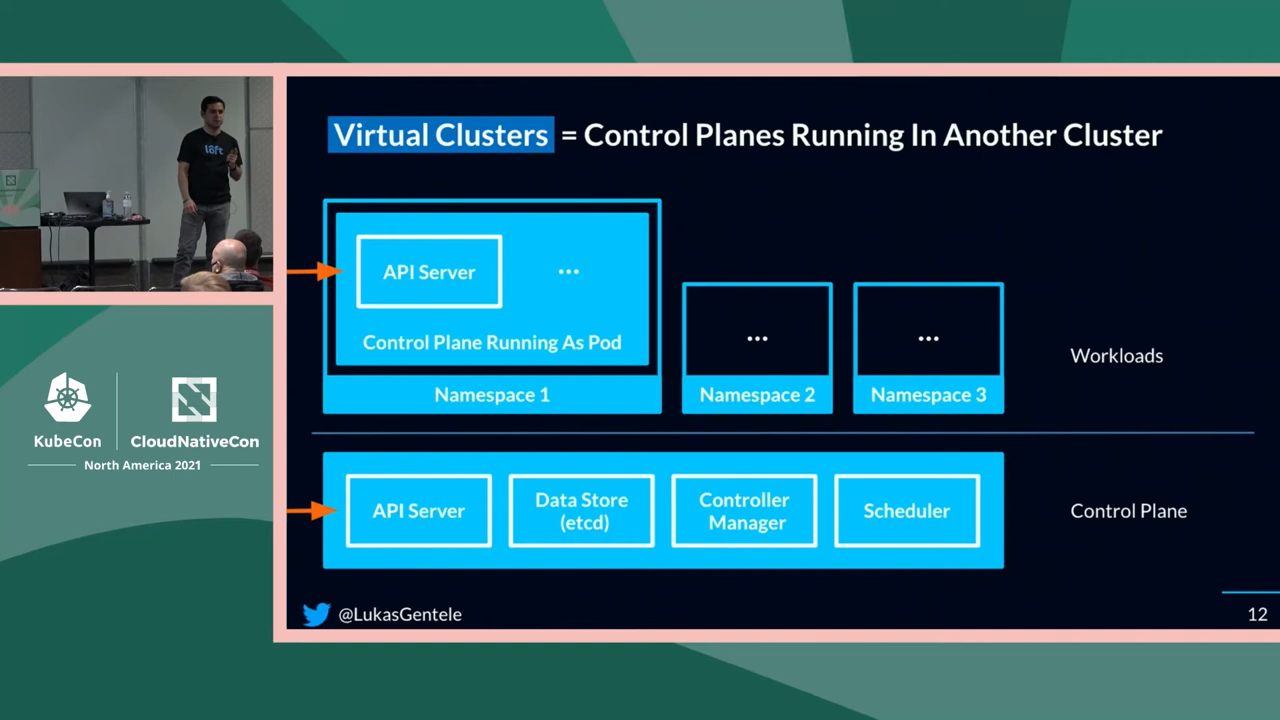 Virtual Clusters = Control Planes Running In Another Cluster
loft
API Server
...
Control Plane Running As Pod
Namespace 1
...
Namespace 2
...
Namespace 3
Workloads
API Server
Data Store
(etcd)
Controller
Manager
Scheduler
Control Plane
@LukasGentele
12
KubeCon
CloudNativeCon
North America 2021